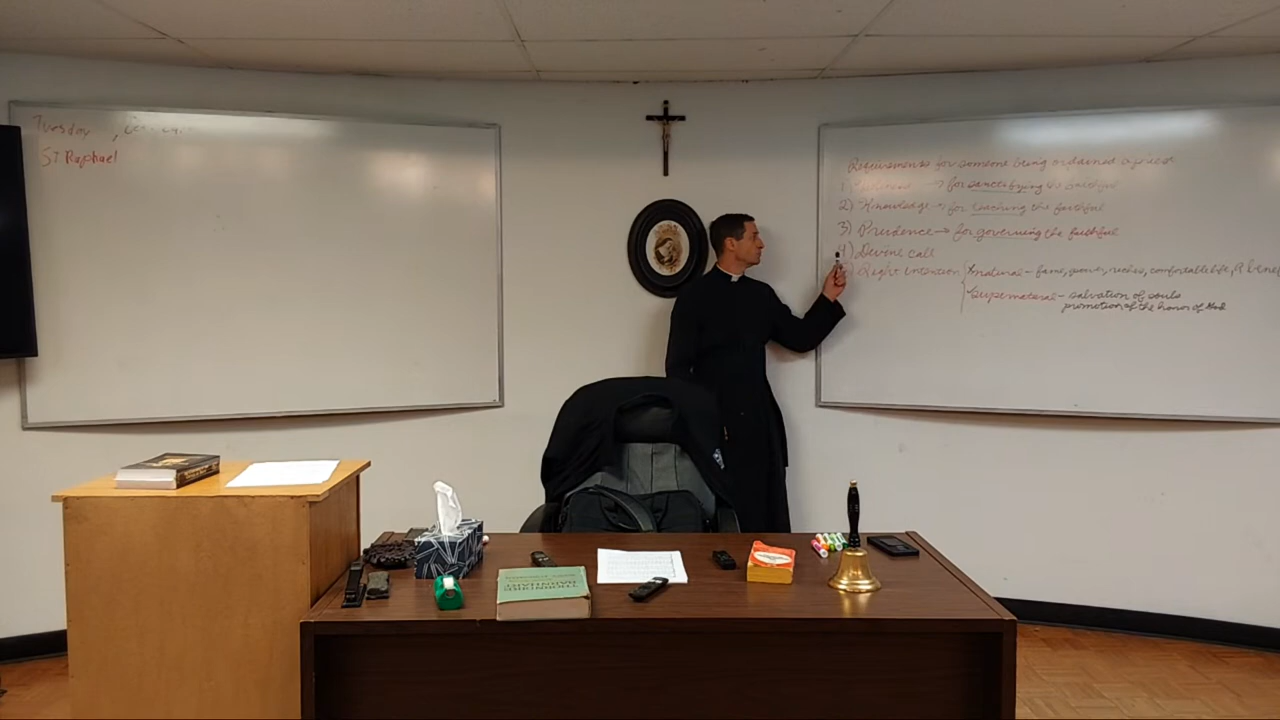 Tuesday,
ST Raphael
Requirements for someone being ordained a priest
1) → for sanctifying the faithful
2) Knowledge → for teaching the faithful
3) Prudence → for governing the faithful
4) Divine call
5) Right Intention { x natural - fame, riches, comfortable life,
supernatural - salvation of souls
promotion of the honor of God
THORNDIKE
BARNHART